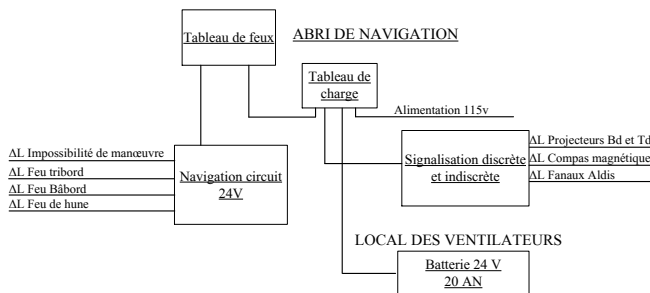 Tableau de feux
ABRI DE NAVIGATION
Tableau de
charge
Alimentation 115v
ΔL Impossibilité de manœuvre
ΔL Feu tribord
ΔL Feu Bâbord
ΔL Feu de hune
Navigation circuit
24V
Signalisation discrète
et indiscrète
ΔL Projecteurs Bd et Td
ΔL Compas magnétique
ΔL Fanaux Aldis
LOCAL DES VENTILATEURS
Batterie 24 V
20 AN